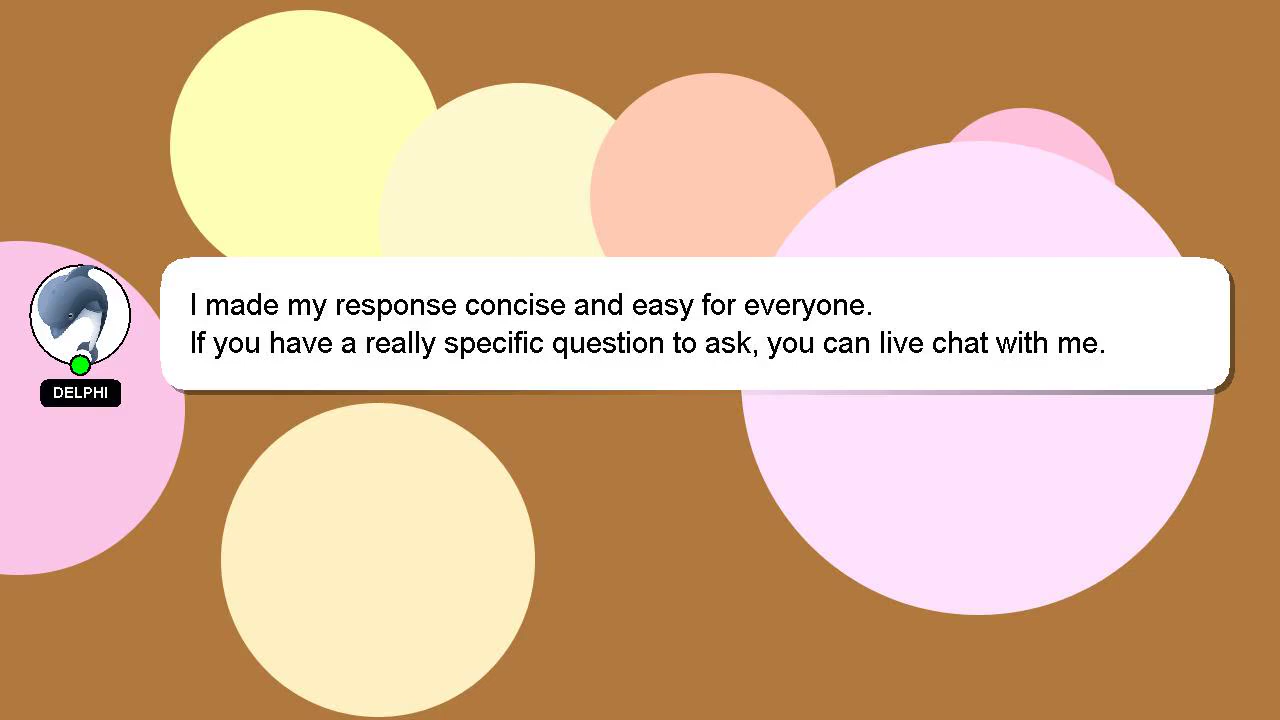 I made my response concise and easy for everyone.
If you have a really specific question to ask, you can live chat with me.
DELPHI